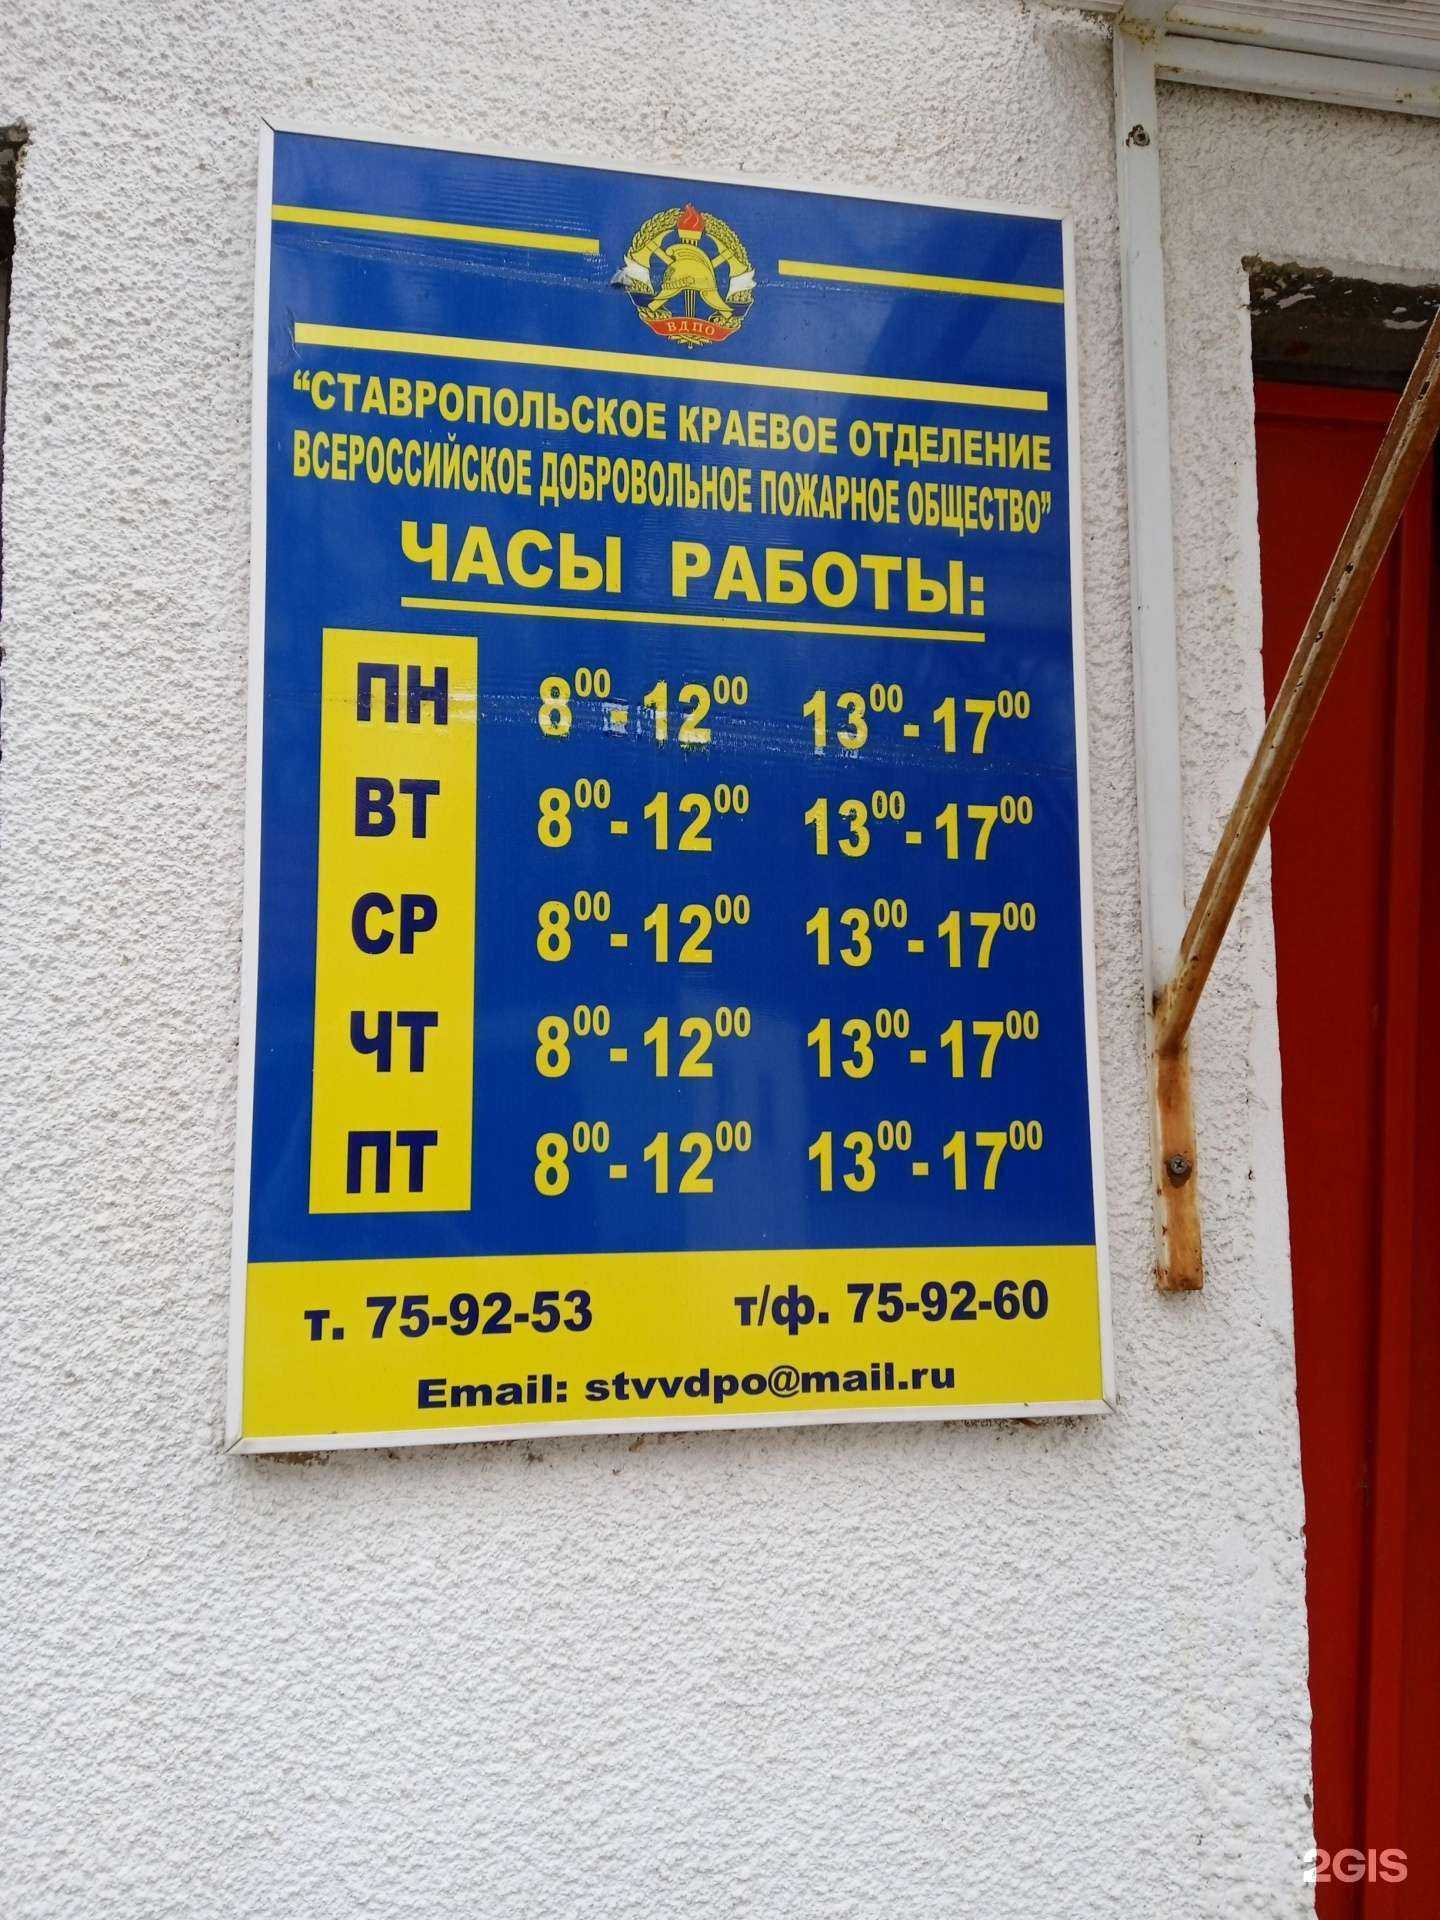 ВДПО
“СТАВРОПОЛЬСКОЕ КРАЕВОЕ ОТДЕЛЕНИЕ
ВСЕРОССИЙСКОЕ ДОБРОВОЛЬНОЕ ПОЖАРНОЕ ОБЩЕСТВО”
ЧАСЫ РАБОТЫ:
ПН 8⁰⁰-12⁰⁰ 13⁰⁰-17⁰⁰
ВТ 8⁰⁰-12⁰⁰ 13⁰⁰-17⁰⁰
СР 8⁰⁰-12⁰⁰ 13⁰⁰-17⁰⁰
ЧТ 8⁰⁰-12⁰⁰ 13⁰⁰-17⁰⁰
ПТ 8⁰⁰-12⁰⁰ 13⁰⁰-17⁰⁰
т. 75-92-53 т/ф. 75-92-60
Email: stvvdpo@mail.ru
2GIS